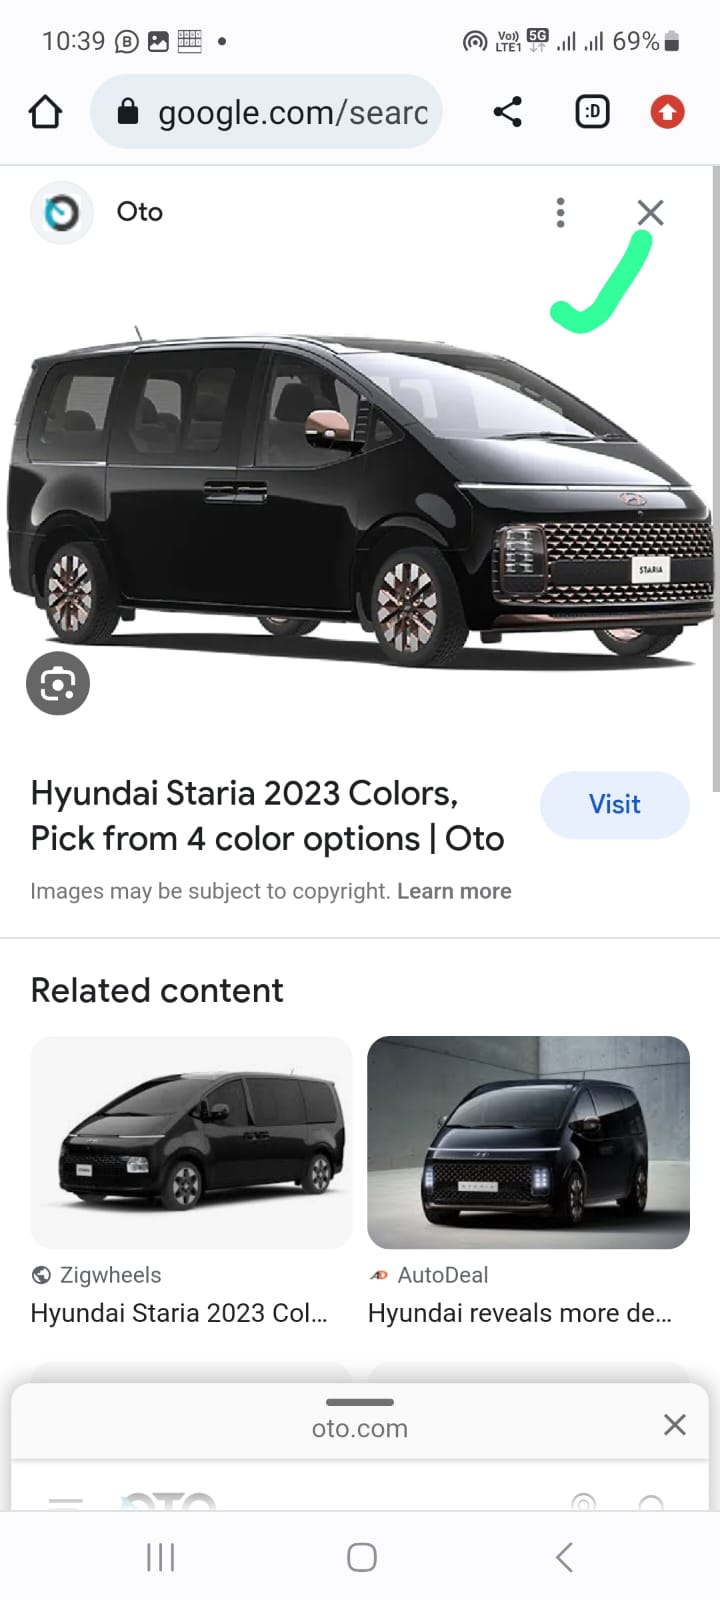 10:39
Vo)) LTE1 5G 69%
google.com/searc
:D
Oto
STARIA
Hyundai Staria 2023 Colors,
Pick from 4 color options | Oto
Visit
Images may be subject to copyright. Learn more
Related content
Zigwheels
AutoDeal
Hyundai Staria 2023 Col...
Hyundai reveals more de...
oto.com
OTO